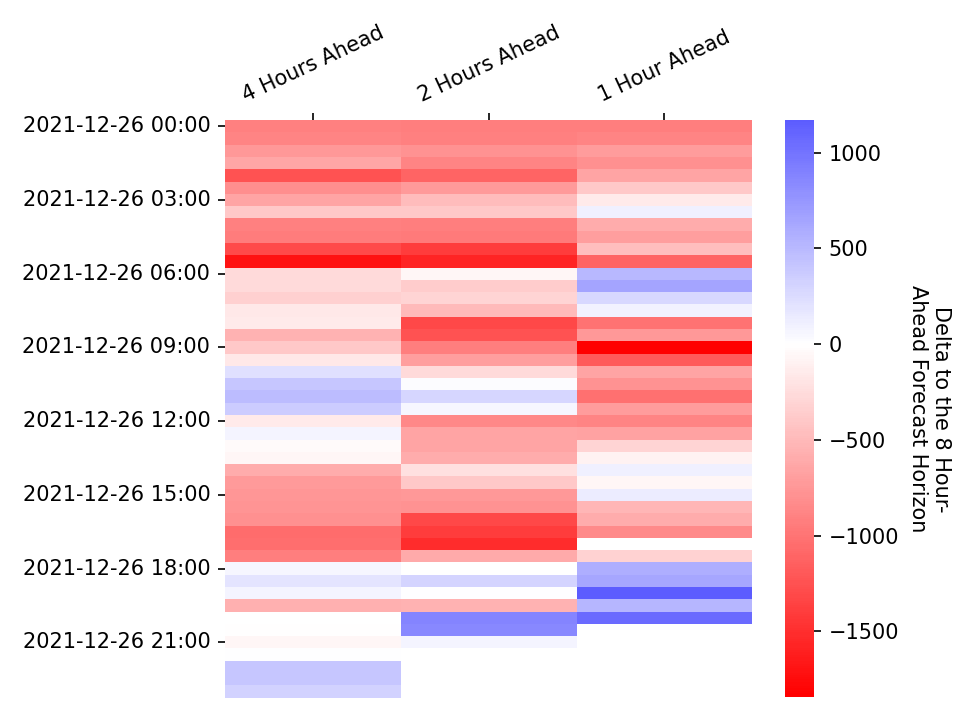 4 Hours Ahead
2 Hours Ahead
1 Hour Ahead
2021-12-26 00:00
2021-12-26 03:00
2021-12-26 06:00
2021-12-26 09:00
2021-12-26 12:00
2021-12-26 15:00
2021-12-26 18:00
2021-12-26 21:00
1000
500
0
−500
−1000
−1500
Delta to the 8 Hour-
Ahead Forecast Horizon